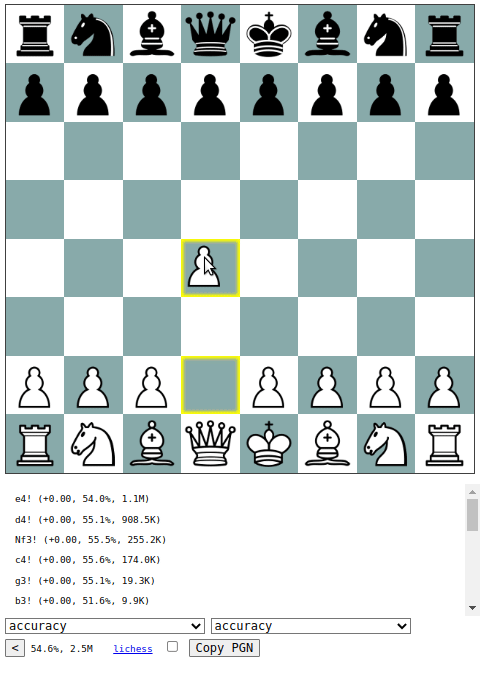 e4! (+0.00, 54.0%, 1.1M)
d4! (+0.00, 55.1%, 908.5K)
Nf3! (+0.00, 55.5%, 255.2K)
c4! (+0.00, 55.6%, 174.0K)
g3! (+0.00, 55.1%, 19.3K)
b3! (+0.00, 51.6%, 9.9K)
accuracy accuracy
< 54.6%, 2.5M lichess Copy PGN